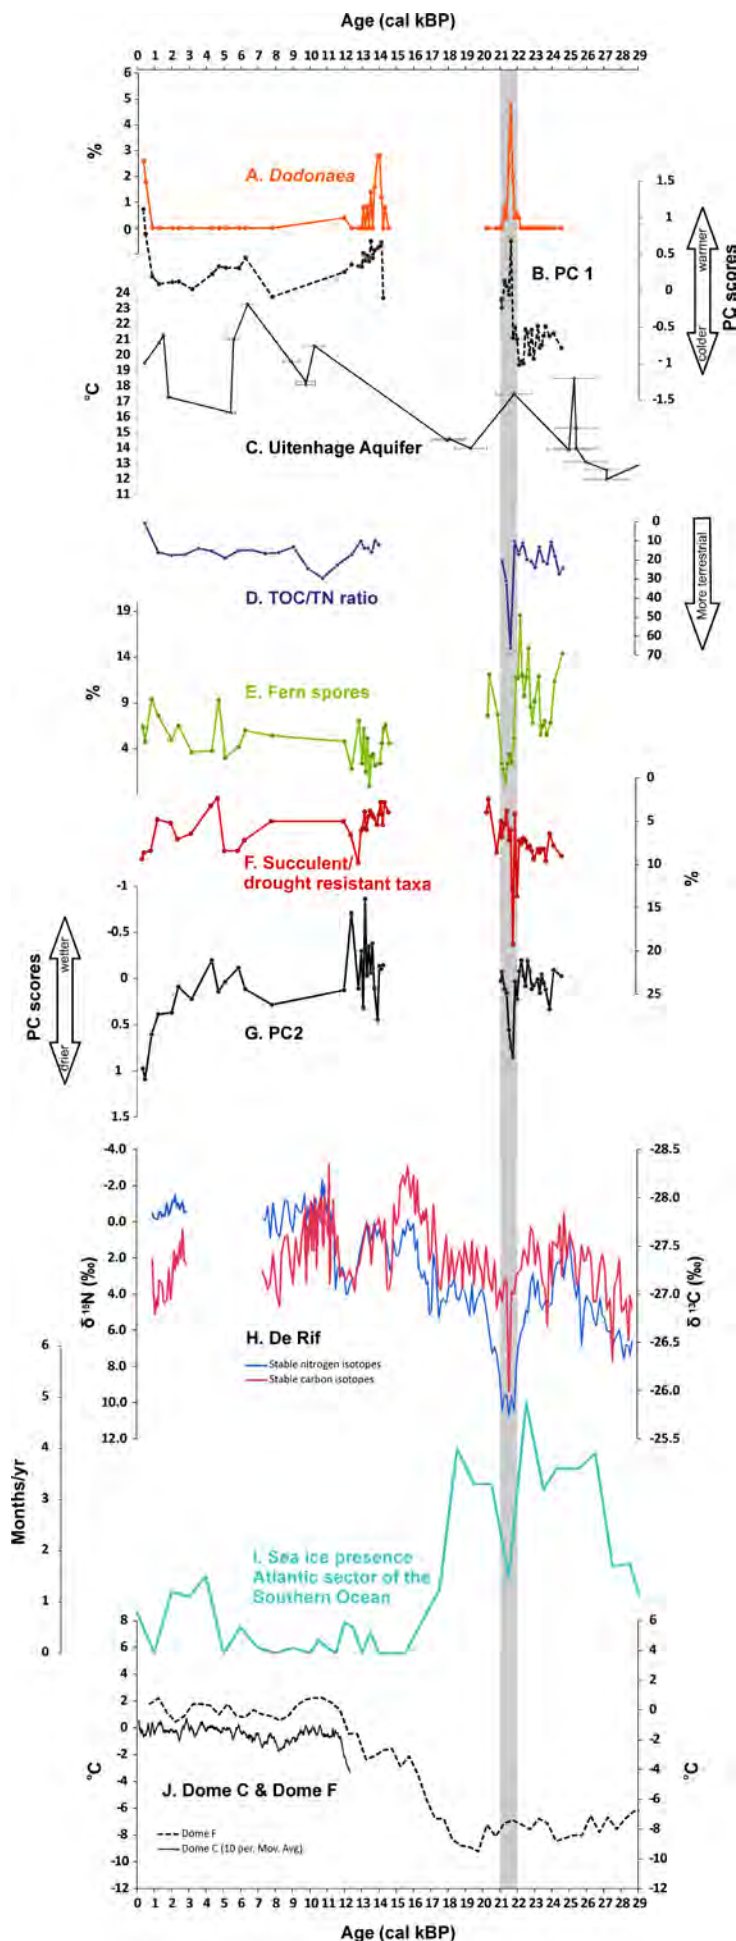 Age (cal kBP)
0 1 2 3 4 5 6 7 8 9 10 11 12 13 14 15 16 17 18 19 20 21 22 23 24 25 26 27 28 29
6
5
4
3
2
1
0
%
A. Dodonaea
1.5
1
0.5
0
-0.5
-1
-1.5
warmer
colder
PC scores
B. PC 1
24
23
22
21
20
19
18
17
16
15
14
13
12
11
°C
C. Uitenhage Aquifer
0
10
20
30
40
50
60
70
More terrestrial
D. TOC/TN ratio
19
14
9
4
%
E. Fern spores
0
5
10
15
20
25
%
F. Succulent/
drought resistant taxa
-1
-0.5
0
0.5
1
1.5
PC scores
wetter
drier
G. PC2
-4.0
-2.0
0.0
2.0
4.0
6.0
8.0
10.0
12.0
δ 15N (‰)
-28.5
-28.0
-27.5
-27.0
-26.5
-26.0
-25.5
δ 13C (‰)
H. De Rif
Stable nitrogen isotopes
Stable carbon isotopes
6
5
4
3
2
1
0
Months/yr
I. Sea ice presence
Atlantic sector of the
Southern Ocean
8
6
4
2
0
-2
-4
-6
-8
-10
-12
°C
6
4
2
0
-2
-4
-6
-8
-10
-12
°C
J. Dome C & Dome F
Dome F
Dome C (10 per. Mov. Avg)
0 1 2 3 4 5 6 7 8 9 10 11 12 13 14 15 16 17 18 19 20 21 22 23 24 25 26 27 28 29
Age (cal kBP)